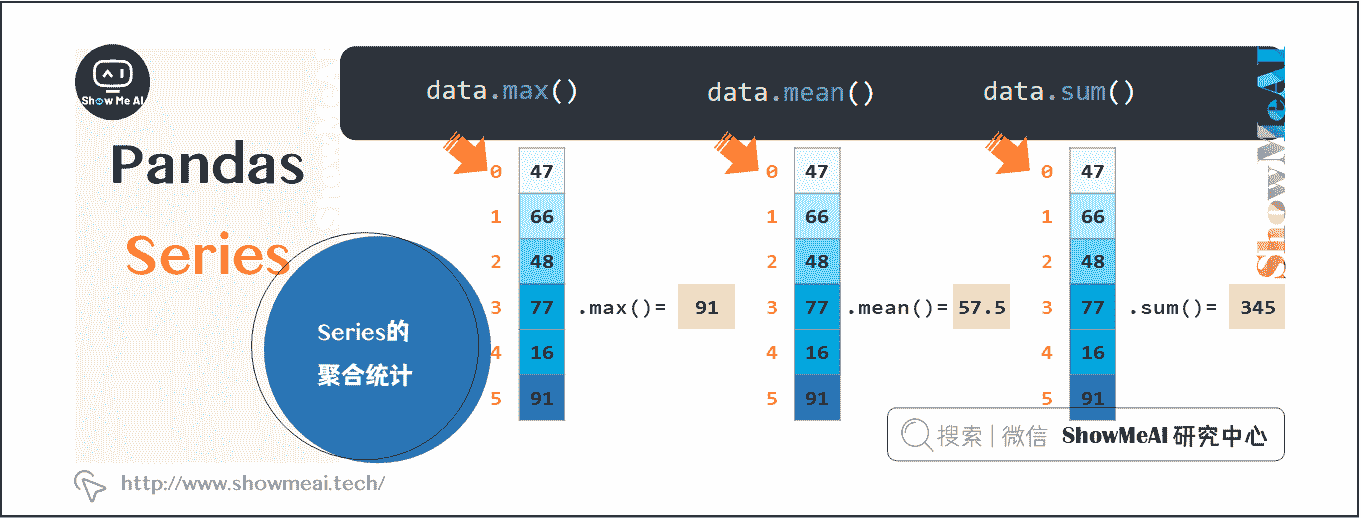 Show Me AI
Pandas
Series
Series的
聚合统计
data.max()
data.mean()
data.sum()
0 47
1 66
2 48
3 77
4 16
5 91
.max()= 91
0 47
1 66
2 48
3 77
4 16
5 91
.mean()= 57.5
0 47
1 66
2 48
3 77
4 16
5 91
.sum()= 345
ShowMeAI
搜索|微信 ShowMeAI 研究中心
http://www.showmeai.tech/